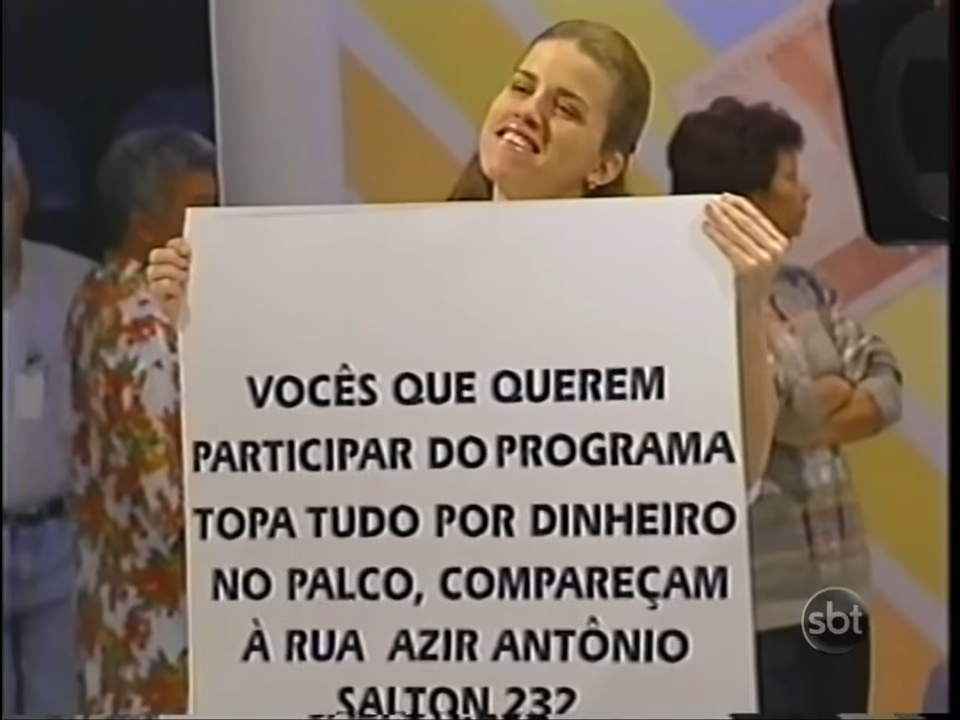 VOCÊS QUE QUEREM
PARTICIPAR DO PROGRAMA
TOPA TUDO POR DINHEIRO
NO PALCO, COMPAREÇAM
À RUA AZIR ANTÔNIO
SALTON, 232
sbt